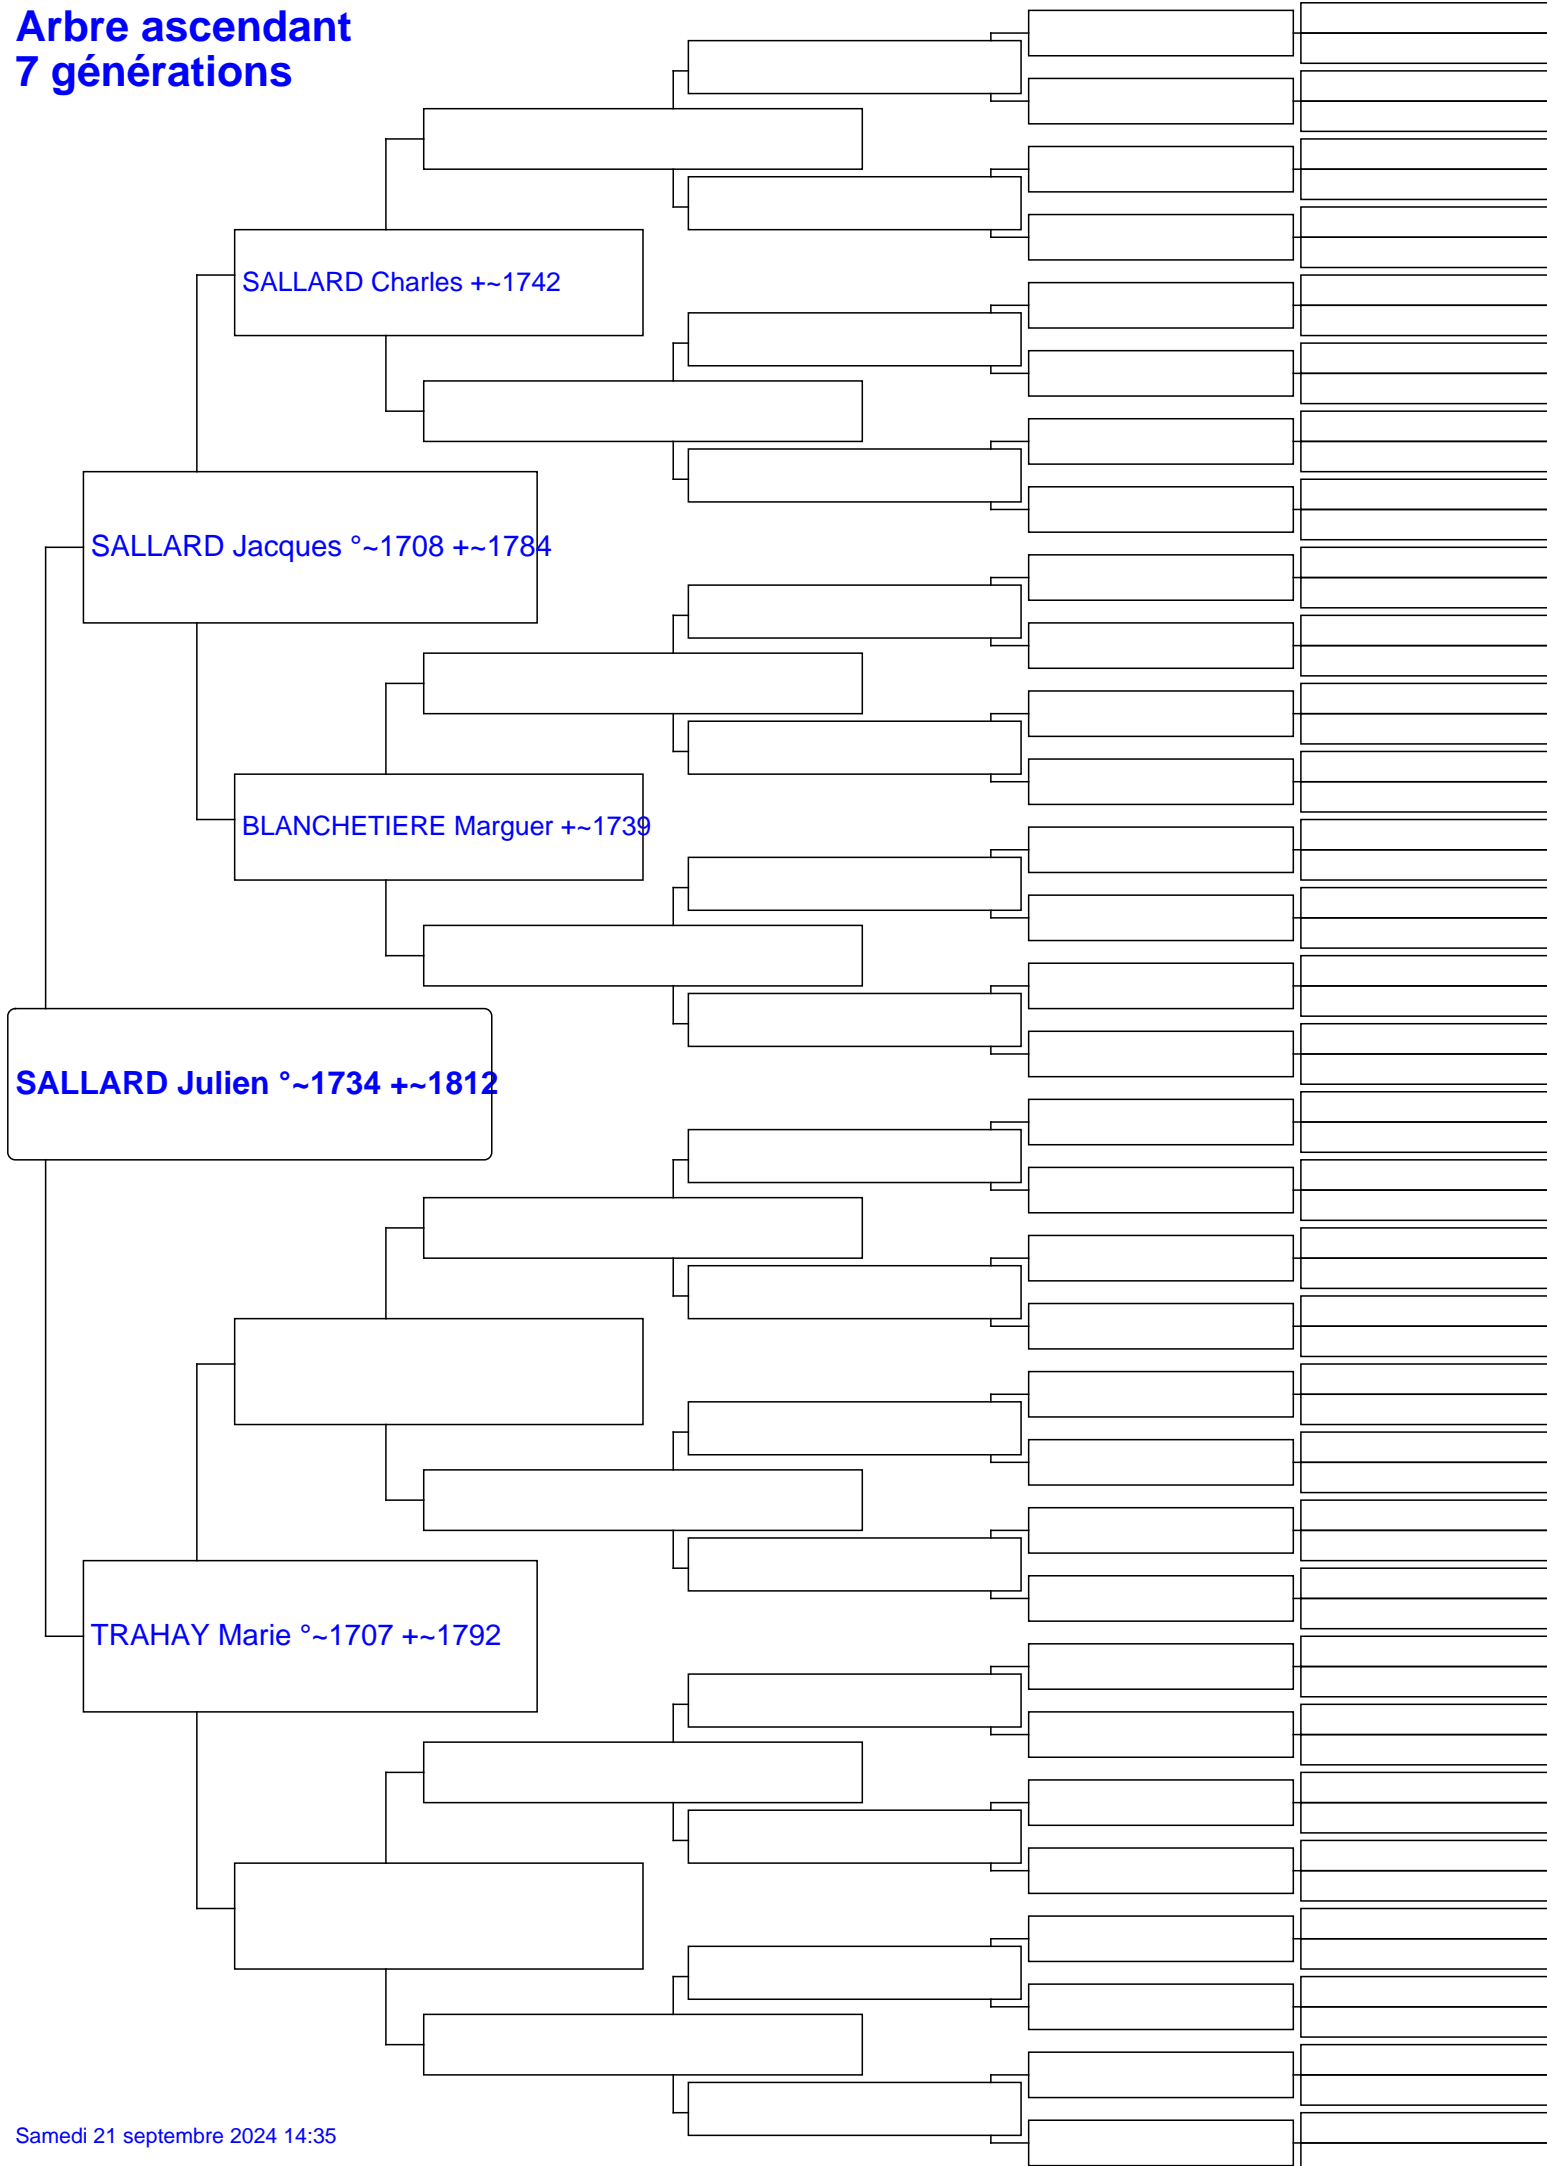 Arbre ascendant
7 générations
SALLARD Charles +~1742
SALLARD Jacques °~1708 +~1784
BLANCHETIERE Marguer +~1739
SALLARD Julien °~1734 +~1812
TRAHAY Marie °~1707 +~1792
Samedi 21 septembre 2024 14:35